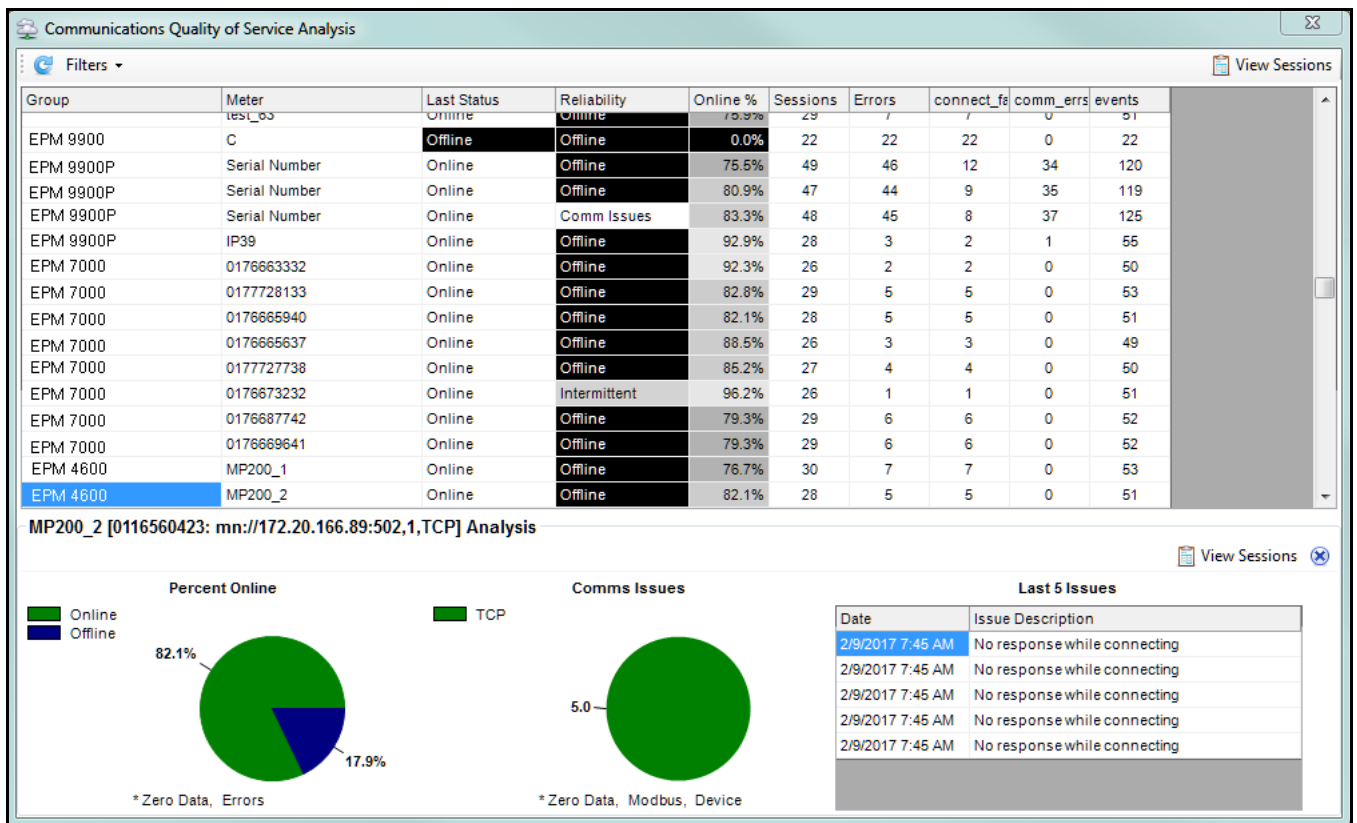 Communications Quality of Service Analysis
Filters View Sessions
Group Meter Last Status Reliability Online % Sessions Errors connect_fa comm_errs events
test_63 Online Offline 75.9% 29 7 7 0 51
EPM 9900 C Offline Offline 0.0% 22 22 22 0 22
EPM 9900P Serial Number Online Offline 75.5% 49 46 12 34 120
EPM 9900P Serial Number Online Offline 80.9% 47 44 9 35 119
EPM 9900P Serial Number Online Comm Issues 83.3% 48 45 8 37 125
EPM 9900P IP39 Online Offline 92.9% 28 3 2 1 55
EPM 7000 0176663332 Online Offline 92.3% 26 2 2 0 50
EPM 7000 0177728133 Online Offline 82.8% 29 5 5 0 53
EPM 7000 0176665940 Online Offline 82.1% 28 5 5 0 51
EPM 7000 0176665637 Online Offline 88.5% 26 3 3 0 49
EPM 7000 0177727738 Online Offline 85.2% 27 4 4 0 50
EPM 7000 0176673232 Online Intermittent 96.2% 26 1 1 0 51
EPM 7000 0176687742 Online Offline 79.3% 29 6 6 0 52
EPM 7000 0176669641 Online Offline 79.3% 29 6 6 0 52
EPM 4600 MP200_1 Online Offline 76.7% 30 7 7 0 53
EPM 4600 MP200_2 Online Offline 82.1% 28 5 5 0 51
MP200_2 [0116560423: mn://172.20.166.89:502,1,TCP] Analysis
View Sessions
Percent Online
Online
Offline
82.1%
17.9%
* Zero Data, Errors
Comms Issues
TCP
5.0
* Zero Data, Modbus, Device
Last 5 Issues
Date Issue Description
2/9/2017 7:45 AM No response while connecting
2/9/2017 7:45 AM No response while connecting
2/9/2017 7:45 AM No response while connecting
2/9/2017 7:45 AM No response while connecting
2/9/2017 7:45 AM No response while connecting